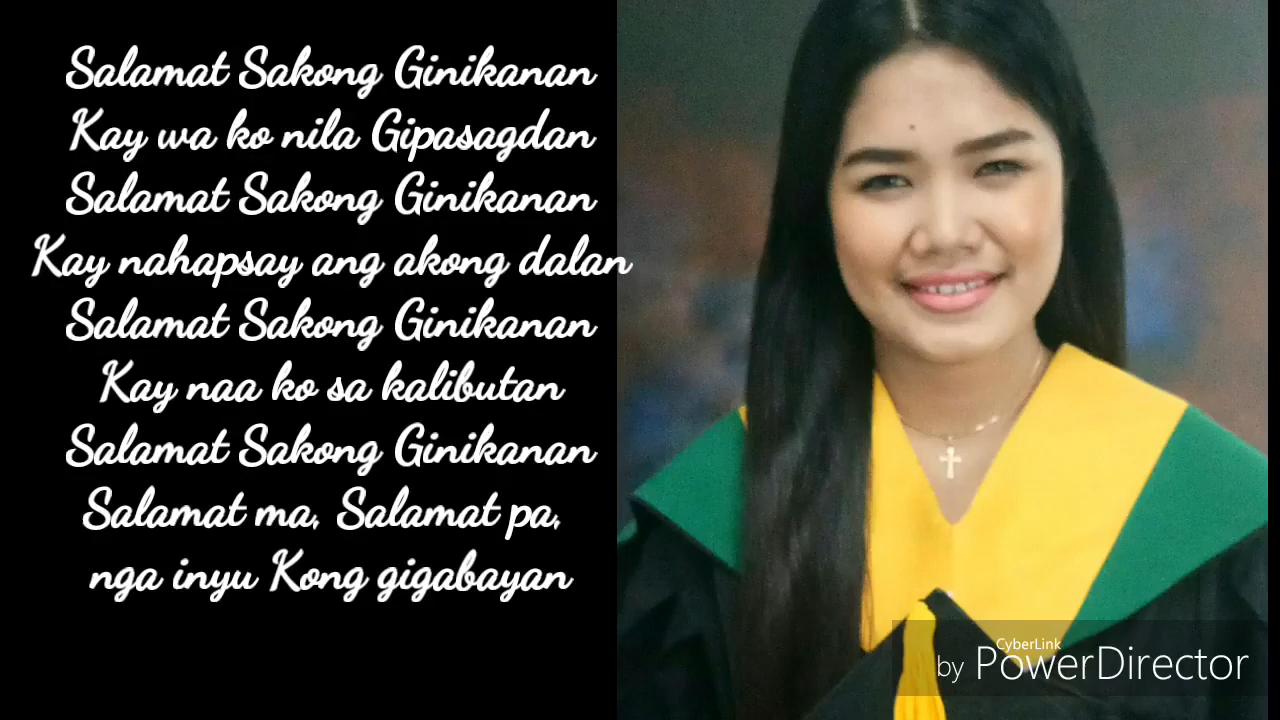 Salamat Sakong Ginikanan
Kay wa ko nila Gipasagdan
Salamat Sakong Ginikanan
Kay nahapsay ang akong dalan
Salamat Sakong Ginikanan
Kay naa ko sa kalibutan
Salamat Sakong Ginikanan
Salamat ma, Salamat pa,
nga inyu Kong gigabayan
CyberLink
by PowerDirector